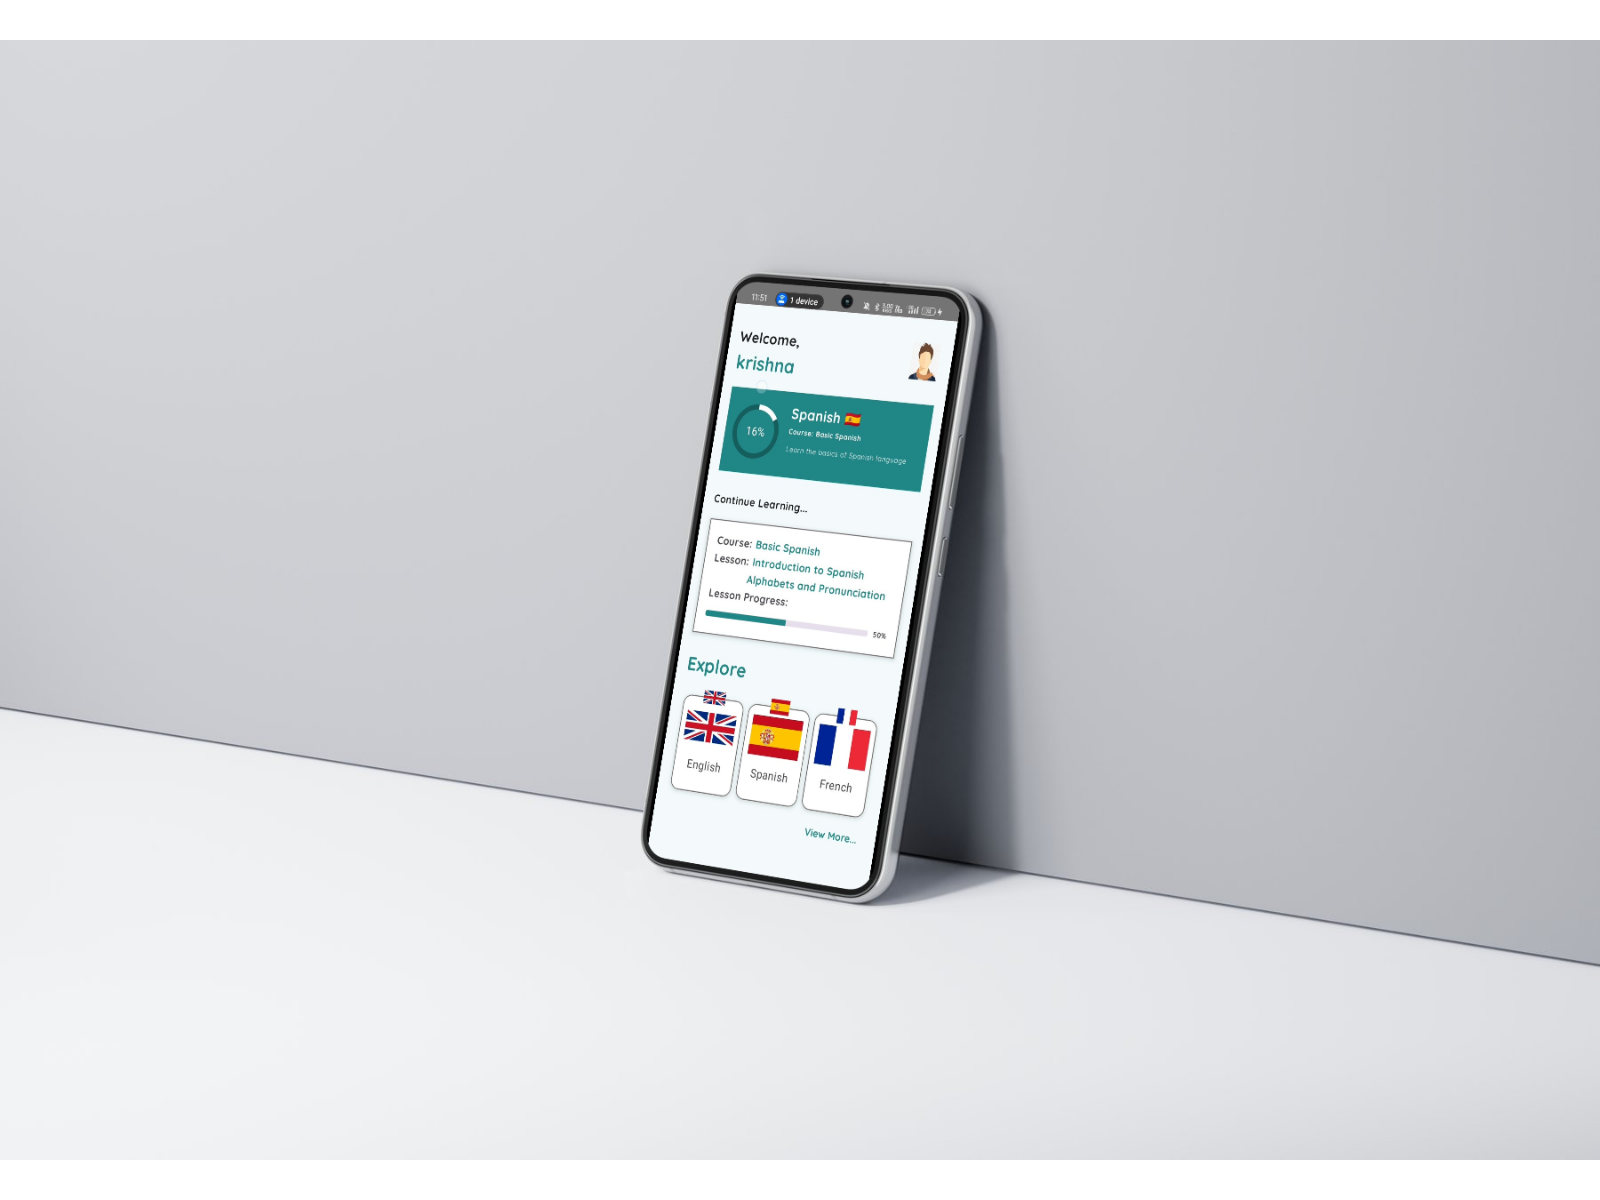 11:51 1 device
Welcome,
krishna
16%
Spanish 🇪🇸
Course: Basic Spanish
Learn the basics of Spanish language
Continue Learning...
Course: Basic Spanish
Lesson: Introduction to Spanish
Alphabets and Pronunciation
Lesson Progress:
50%
Explore
English Spanish French
View More...